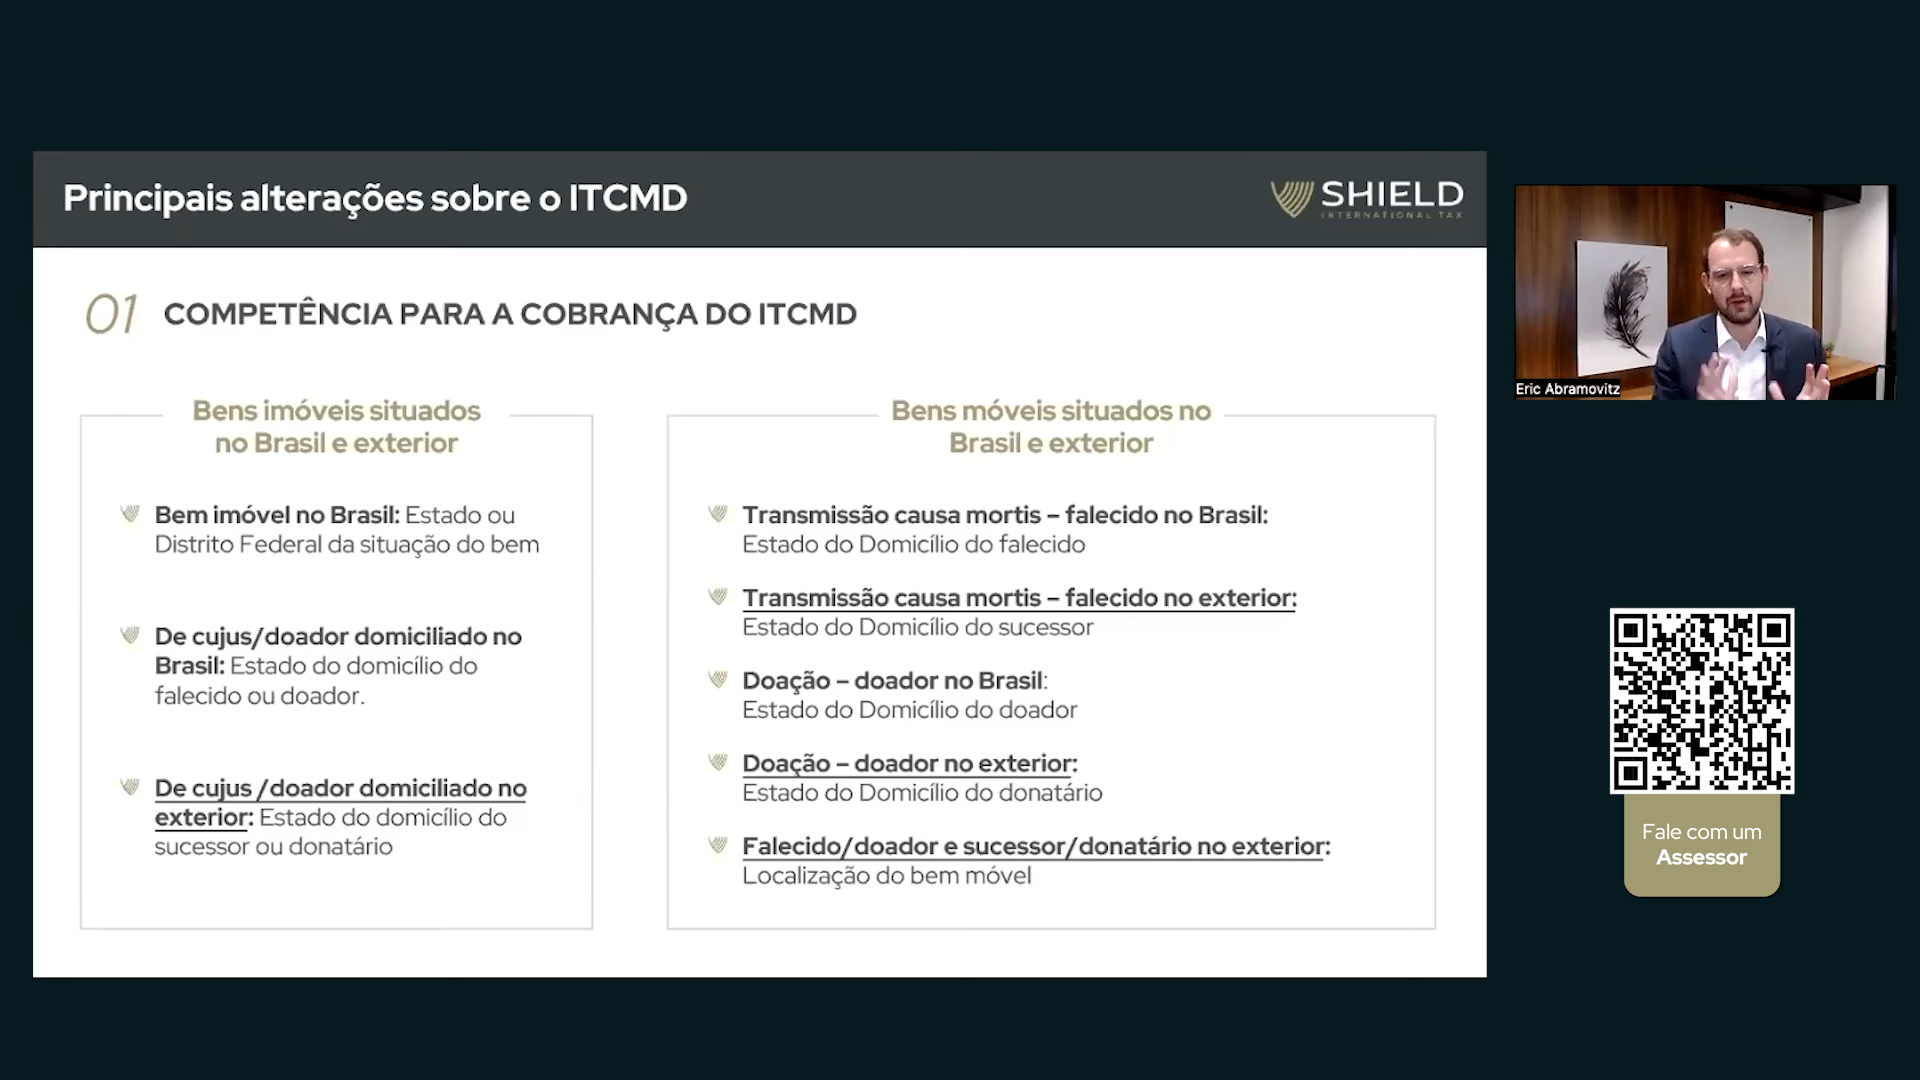 Principais alterações sobre o ITCMD
SHIELD
INTERNATIONAL TAX
01 COMPETÊNCIA PARA A COBRANÇA DO ITCMD
Bens imóveis situados
no Brasil e exterior
Bem imóvel no Brasil: Estado ou
Distrito Federal da situação do bem
De cujus/doador domiciliado no
Brasil: Estado do domicílio do
falecido ou doador.
De cujus /doador domiciliado no
exterior: Estado do domicílio do
sucessor ou donatário
Bens móveis situados no
Brasil e exterior
Transmissão causa mortis – falecido no Brasil:
Estado do Domicílio do falecido
Transmissão causa mortis – falecido no exterior:
Estado do Domicílio do sucessor
Doação – doador no Brasil:
Estado do Domicílio do doador
Doação – doador no exterior:
Estado do Domicílio do donatário
Falecido/doador e sucessor/donatário no exterior:
Localização do bem móvel
Eric Abramovitz
Fale com um
Assessor